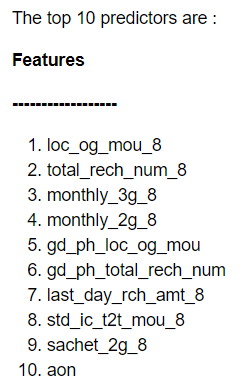 The top 10 predictors are :
Features
------------------
1. loc_og_mou_8
2. total_rech_num_8
3. monthly_3g_8
4. monthly_2g_8
5. gd_ph_loc_og_mou
6. gd_ph_total_rech_num
7. last_day_rch_amt_8
8. std_ic_t2t_mou_8
9. sachet_2g_8
10. aon